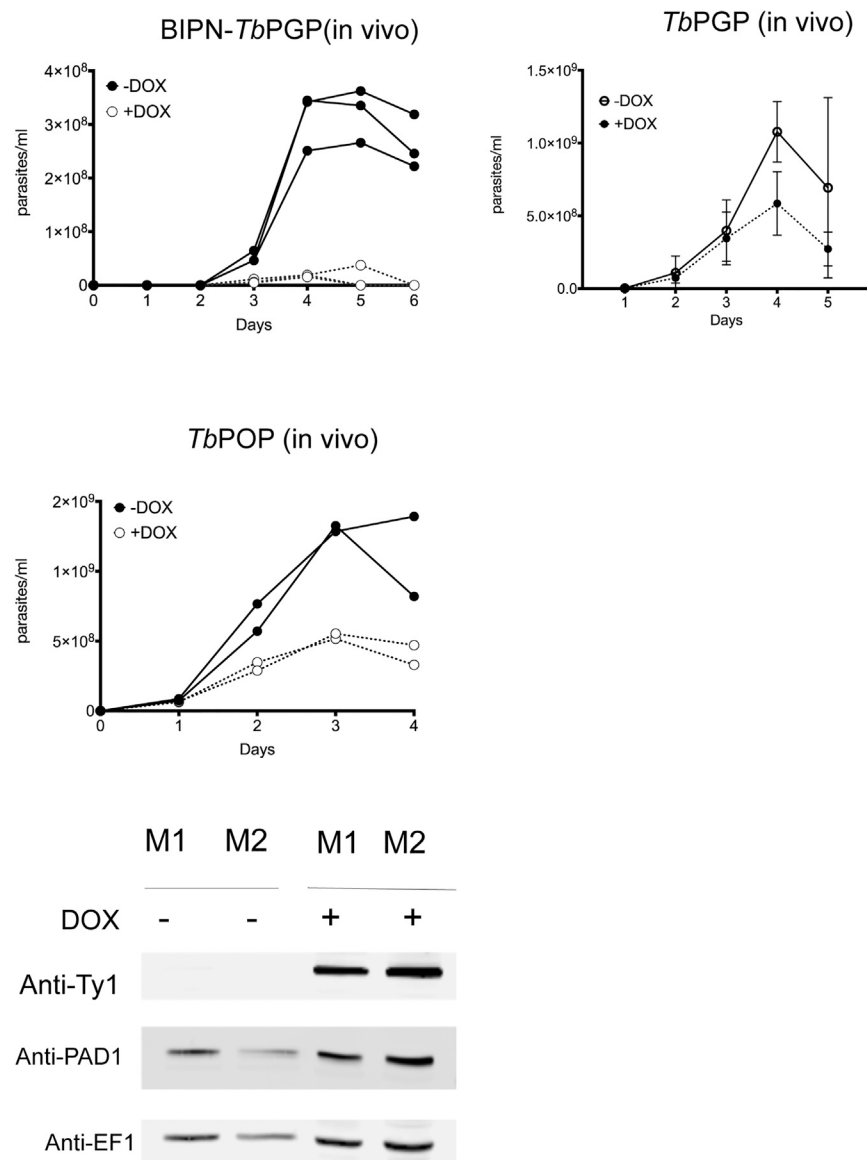 BIPN-TbPGP(in vivo)
4×10⁸
3×10⁸
2×10⁸
1×10⁸
0
parasites/ml
-DOX
+DOX
0 1 2 3 4 5 6
Days
TbPGP (in vivo)
1.5×10⁹
1.0×10⁹
5.0×10⁸
0.0
parasites/ml
-DOX
+DOX
1 2 3 4 5
Days
TbPOP (in vivo)
2×10⁹
1×10⁹
5×10⁸
0
parasites/ml
-DOX
+DOX
0 1 2 3 4
Days
M1 M2 M1 M2
DOX - - + +
Anti-Ty1
Anti-PAD1
Anti-EF1